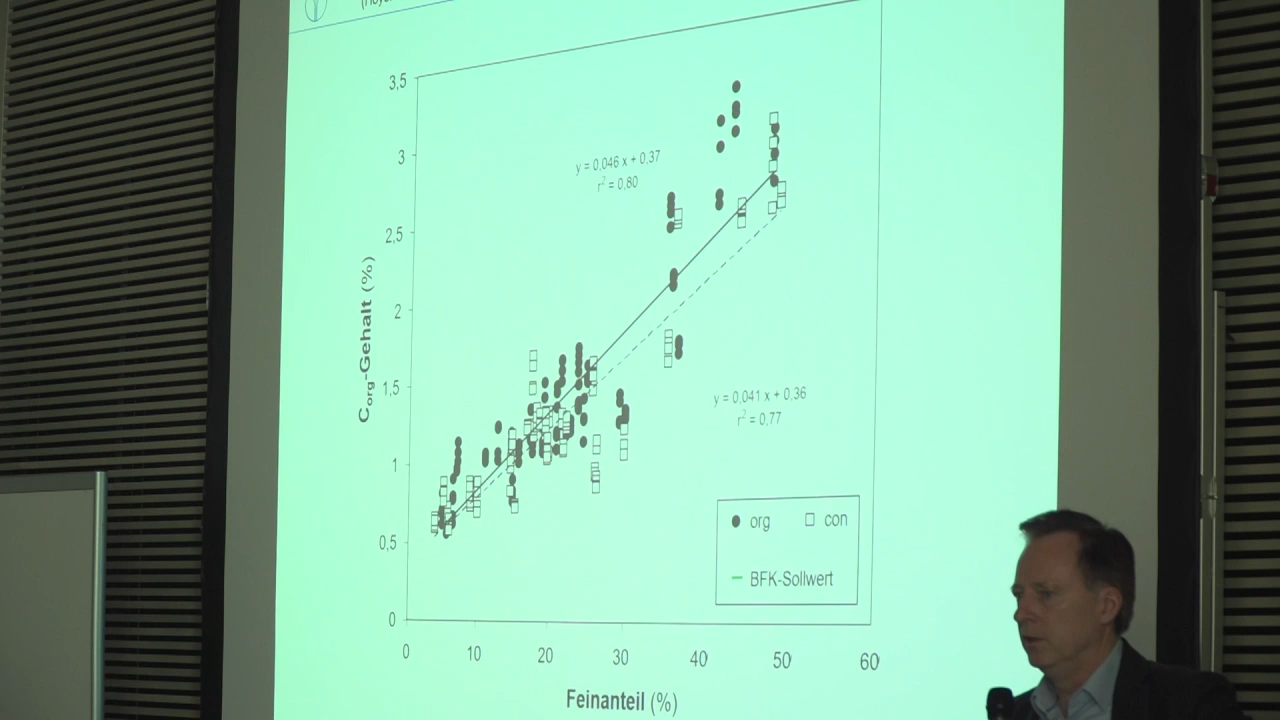 3,5
3
2,5
2
1,5
1
0,5
0
0 10 20 30 40 50 60
Corg-Gehalt (%)
Feinanteil (%)
y = 0,046 x + 0,37
r² = 0,80
y = 0,041 x + 0,36
r² = 0,77
org con
BFK-Sollwert